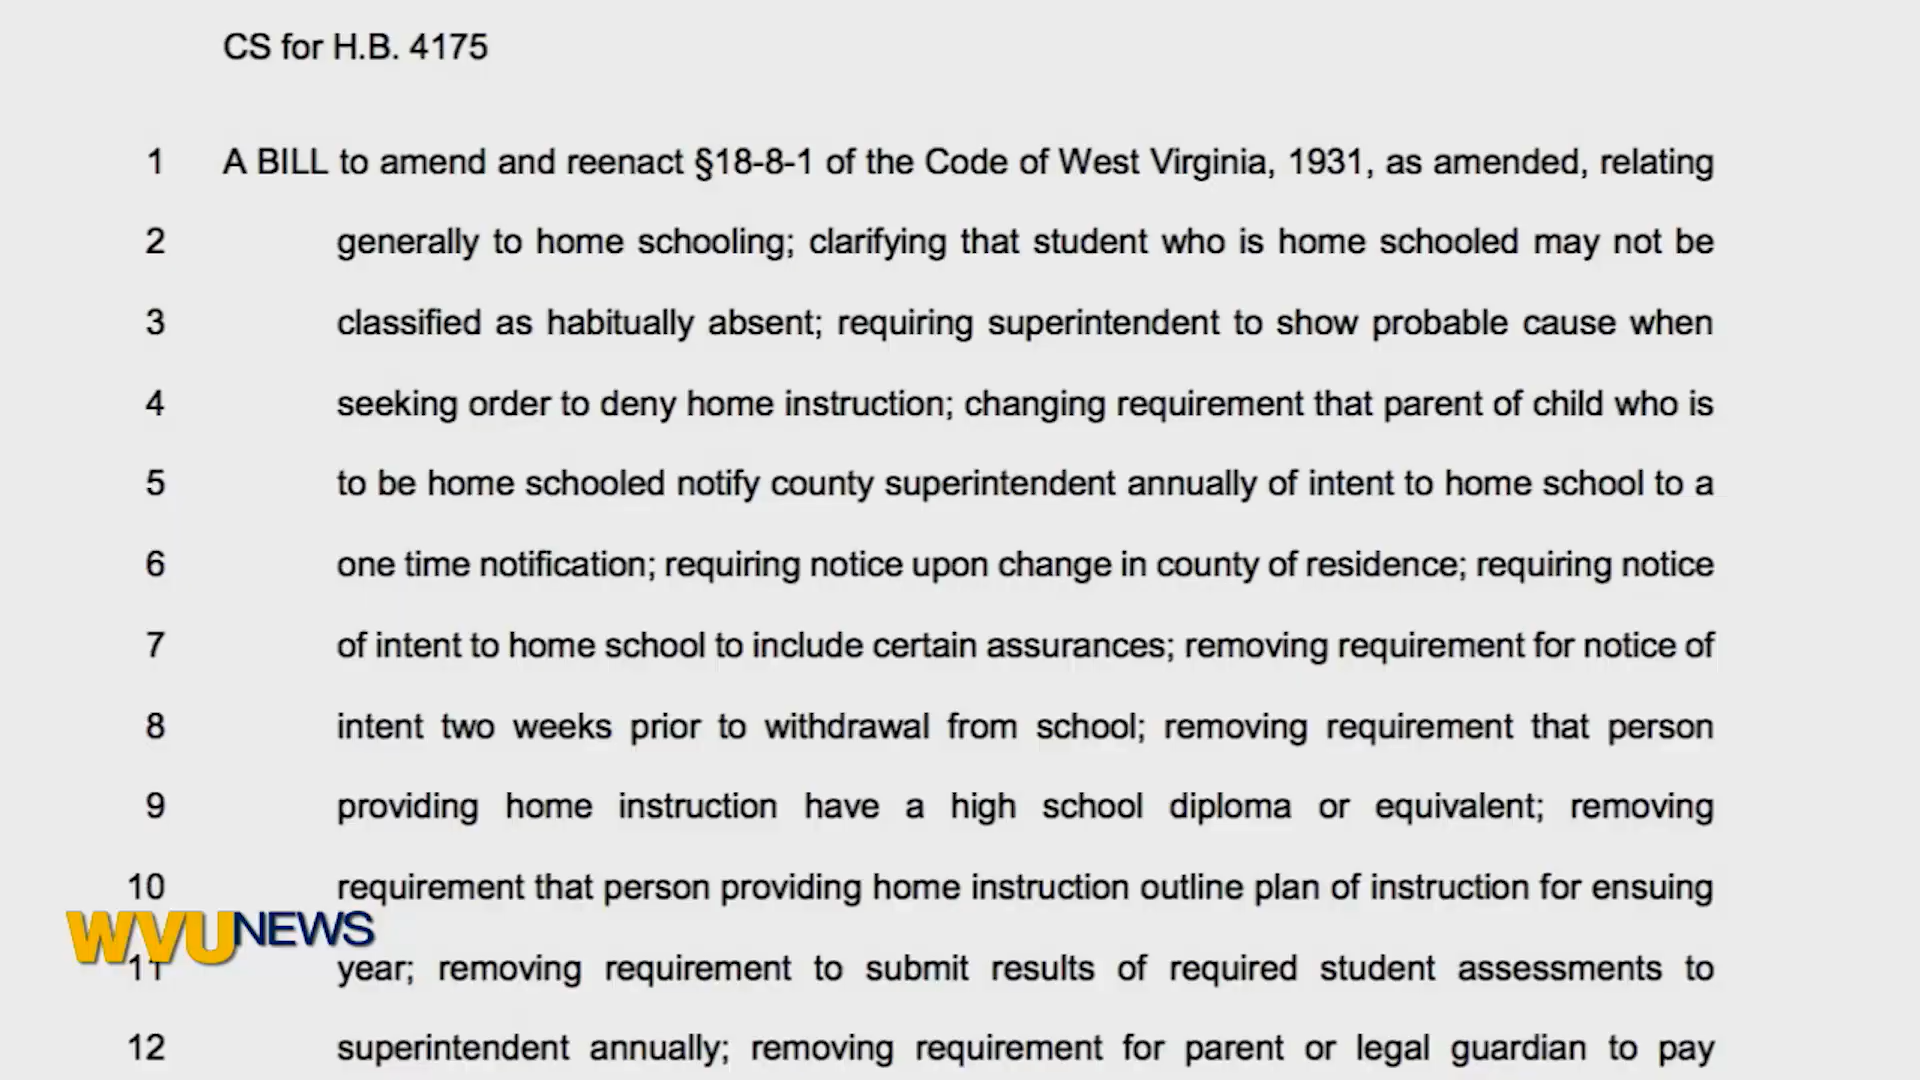 CS for H.B. 4175
1 A BILL to amend and reenact §18-8-1 of the Code of West Virginia, 1931, as amended, relating
2 generally to home schooling; clarifying that student who is home schooled may not be
3 classified as habitually absent; requiring superintendent to show probable cause when
4 seeking order to deny home instruction; changing requirement that parent of child who is
5 to be home schooled notify county superintendent annually of intent to home school to a
6 one time notification; requiring notice upon change in county of residence; requiring notice
7 of intent to home school to include certain assurances; removing requirement for notice of
8 intent two weeks prior to withdrawal from school; removing requirement that person
9 providing home instruction have a high school diploma or equivalent; removing
10 requirement that person providing home instruction outline plan of instruction for ensuing
WVUNEWS
11 year; removing requirement to submit results of required student assessments to
12 superintendent annually; removing requirement for parent or legal guardian to pay